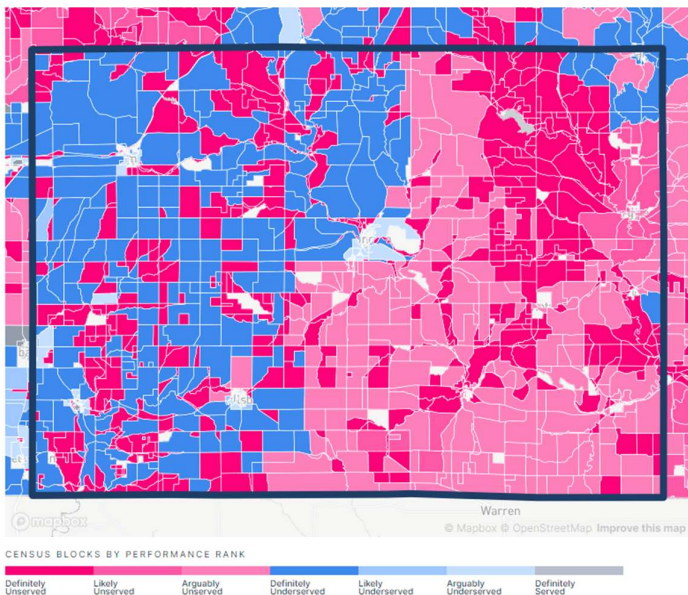 Warren
mapbox
© Mapbox © OpenStreetMap Improve this map
CENSUS BLOCKS BY PERFORMANCE RANK
Definitely Unserved
Likely Unserved
Arguably Unserved
Definitely Underserved
Likely Underserved
Arguably Underserved
Definitely Served